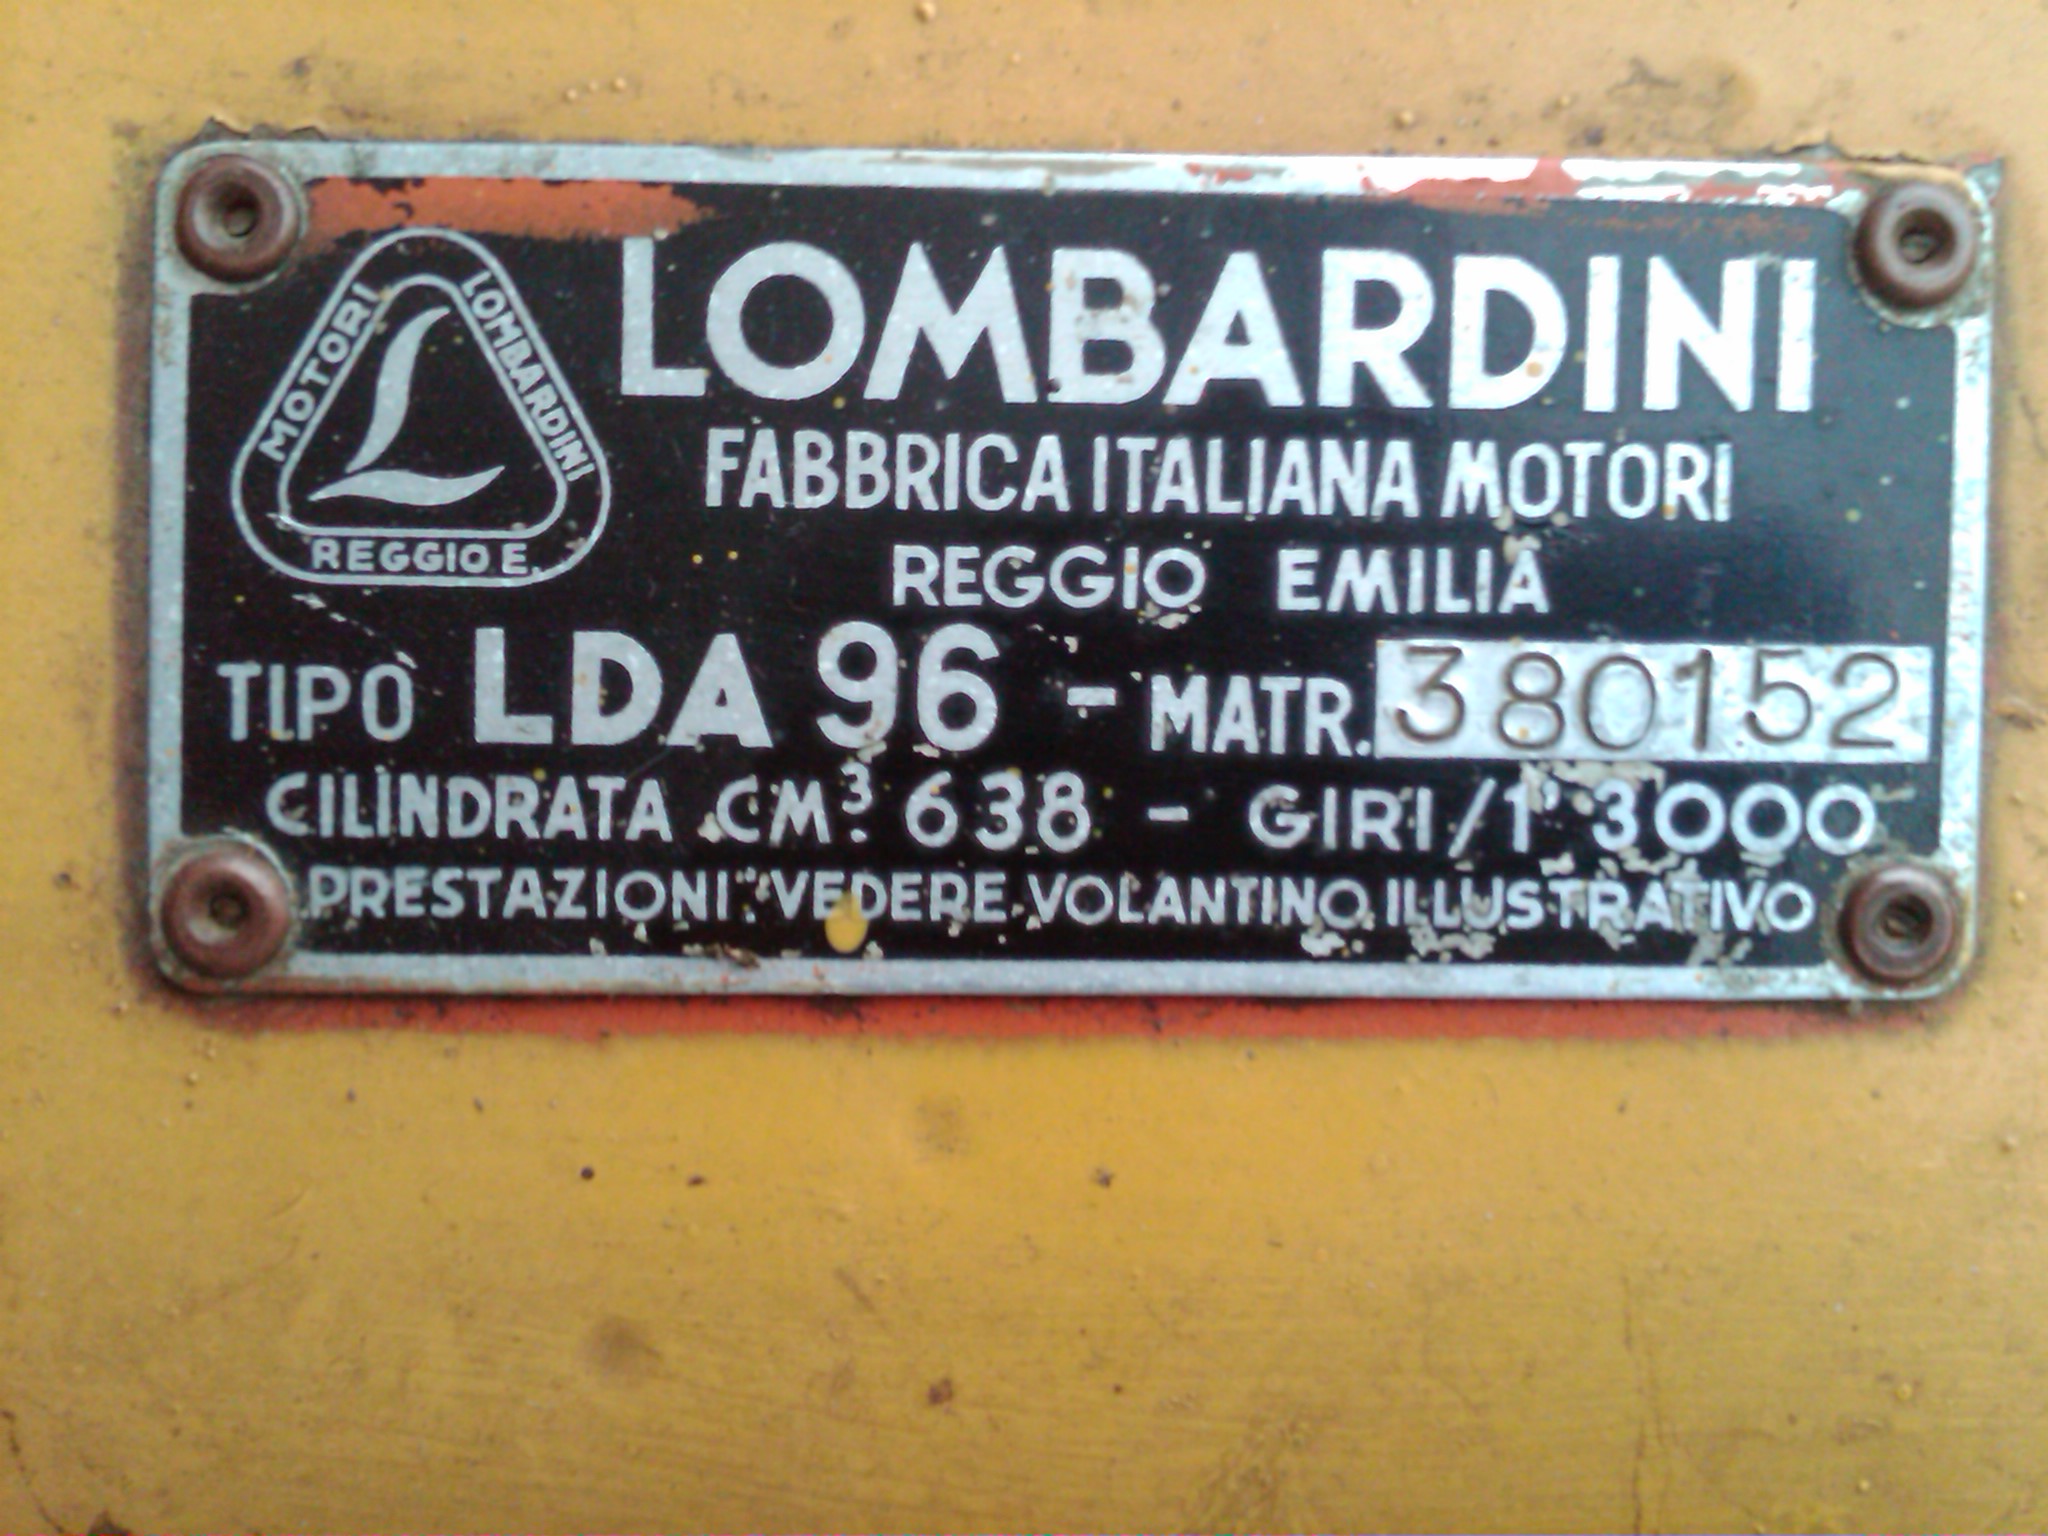 MOTORI LOMBARDINI
REGGIO E.
LOMBARDINI
FABBRICA ITALIANA MOTORI
REGGIO EMILIA
TIPO LDA 96 - MATR. 380152
CILINDRATA CM³. 638 - GIRI/1' 3000
PRESTAZIONI: VEDERE VOLANTINO ILLUSTRATIVO